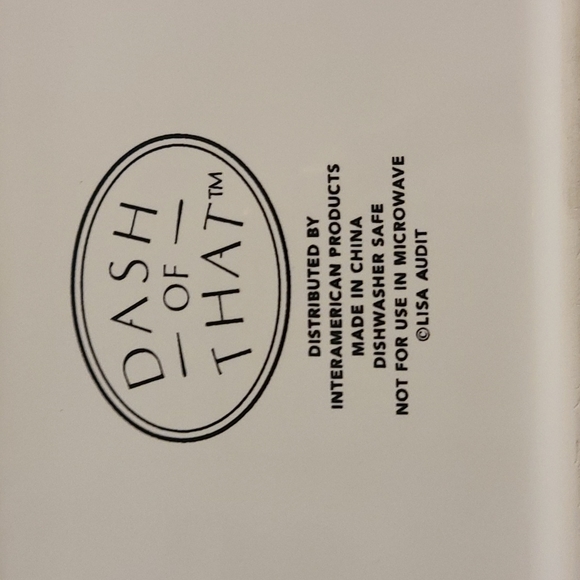 DASH
OF
THAT™
DISTRIBUTED BY
INTERAMERICAN PRODUCTS
MADE IN CHINA
DISHWASHER SAFE
NOT FOR USE IN MICROWAVE
©LISA AUDIT